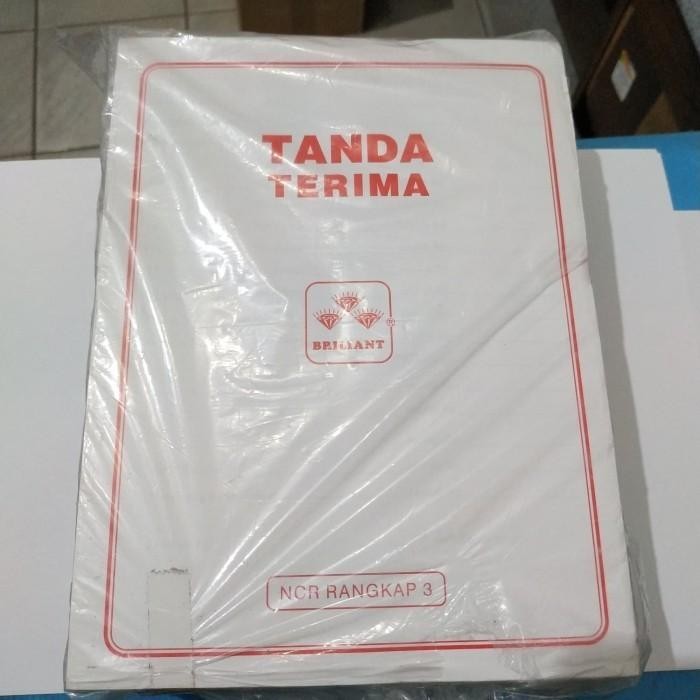 TANDA
TERIMA
BRILIANT
NCR RANGKAP 3